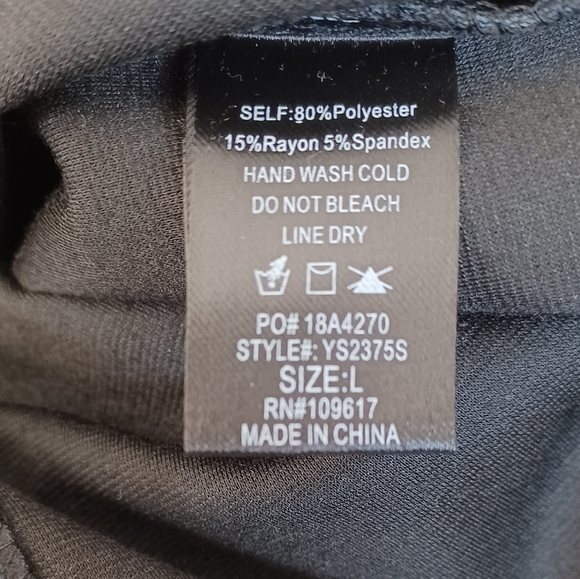 SELF:80%Polyester
15%Rayon 5%Spandex
HAND WASH COLD
DO NOT BLEACH
LINE DRY
PO# 18A4270
STYLE#: YS2375S
SIZE:L
RN#109617
MADE IN CHINA